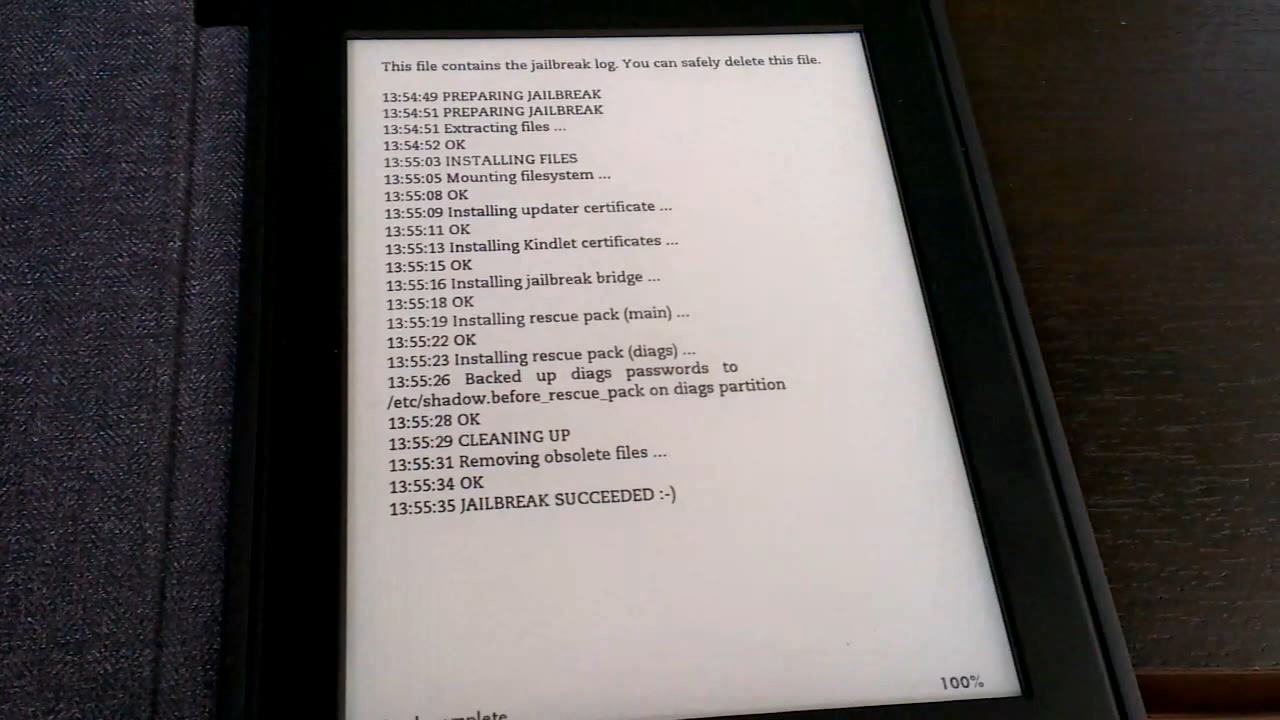 This file contains the jailbreak log. You can safely delete this file.
13:54:49 PREPARING JAILBREAK
13:54:51 PREPARING JAILBREAK
13:54:51 Extracting files ...
13:54:52 OK
13:55:03 INSTALLING FILES
13:55:05 Mounting filesystem ...
13:55:08 OK
13:55:09 Installing updater certificate ...
13:55:11 OK
13:55:13 Installing Kindlet certificates ...
13:55:15 OK
13:55:16 Installing jailbreak bridge ...
13:55:18 OK
13:55:19 Installing rescue pack (main) ...
13:55:22 OK
13:55:23 Installing rescue pack (diags) ...
13:55:26 Backed up diags passwords to
/etc/shadow.before_rescue_pack on diags partition
13:55:28 OK
13:55:29 CLEANING UP
13:55:31 Removing obsolete files ...
13:55:34 OK
13:55:35 JAILBREAK SUCCEEDED :-)
100%